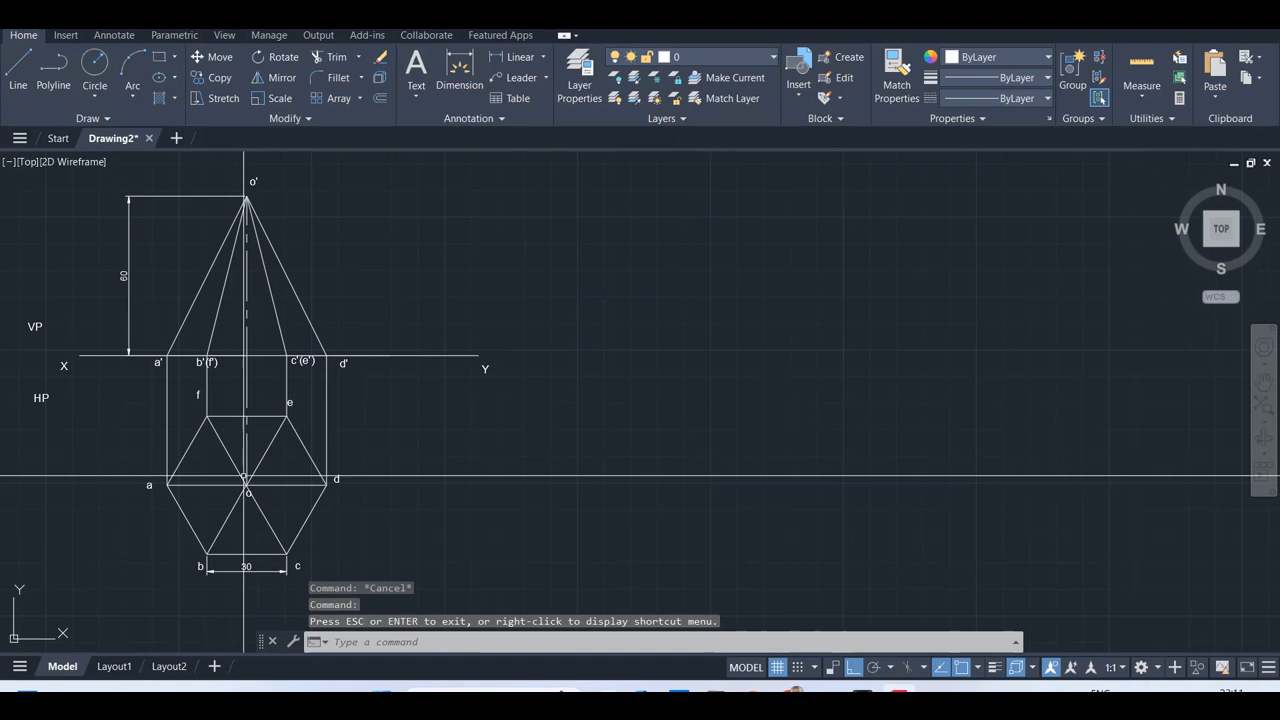 Home Insert Annotate Parametric View Manage Output Add-ins Collaborate Featured Apps
Line Polyline Circle Arc
Move Rotate Trim
Copy Mirror Fillet
Stretch Scale Array
Text Dimension Linear
Leader
Table
Layer Properties 0
Make Current
Match Layer
Insert Create
Edit
Match Properties ByLayer
ByLayer
ByLayer
Group Measure Paste
Draw Modify Annotation Layers Block Properties Groups Utilities Clipboard
Start Drawing2*
[−][Top][2D Wireframe]
o'
N
W TOP E
S
WCS
60
VP
X a' b'(f') c'(e') d' Y
HP
f e
a o d
b 30 c
Y
X
Command: *Cancel*
Command:
Press ESC or ENTER to exit, or right-click to display shortcut menu.
Type a command
Model Layout1 Layout2 MODEL 1:1
ENG